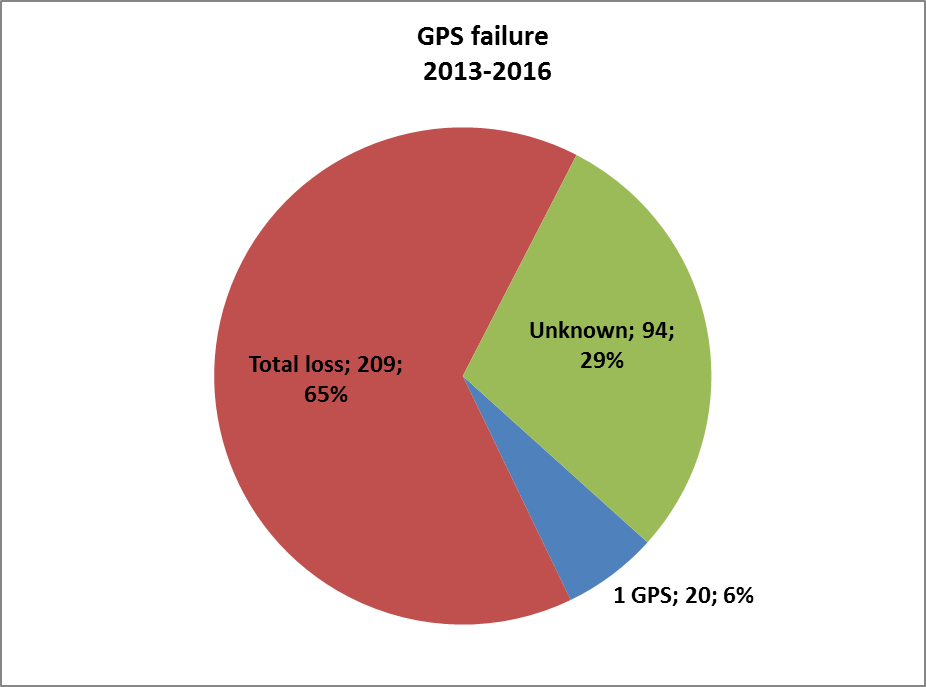 GPS failure
2013-2016
Unknown; 94;
29%
Total loss; 209;
65%
1 GPS; 20; 6%